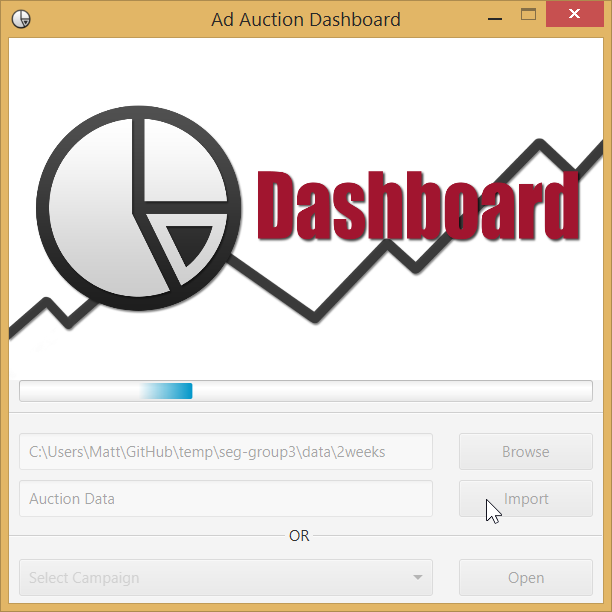 Ad Auction Dashboard
Dashboard
C:\Users\Matt\GitHub\temp\seg-group3\data\2weeks
Browse
Auction Data
Import
OR
Select Campaign
Open